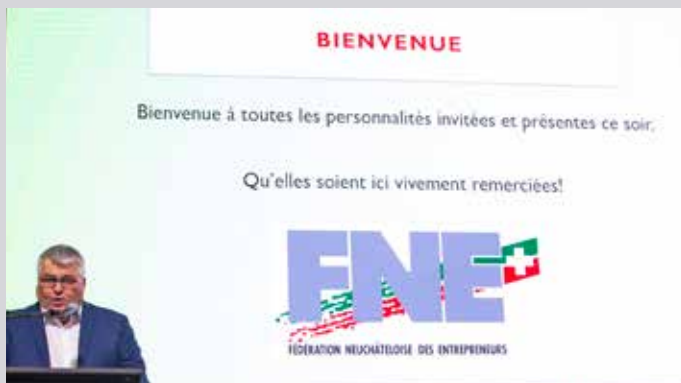 BIENVENUE
Bienvenue à toutes les personnalités invitées et présentes ce soir.
Qu'elles soient ici vivement remerciées!
FNE
FÉDÉRATION NEUCHÂTELOISE DES ENTREPRENEURS